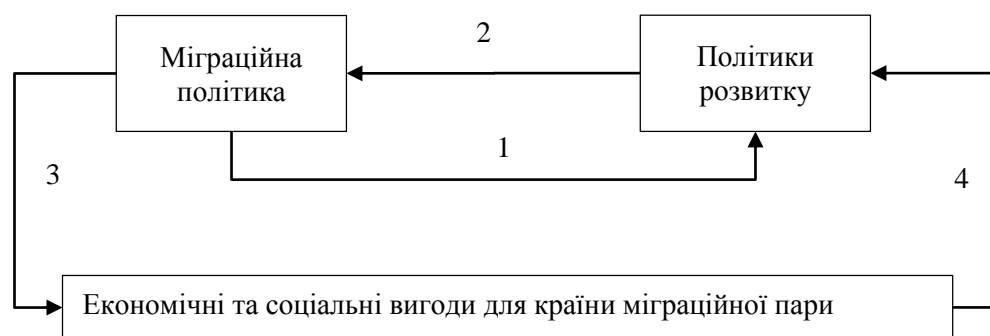 Міграційна
політика
2
Політики
розвитку
1
3
4
Економічні та соціальні вигоди для країни міграційної пари